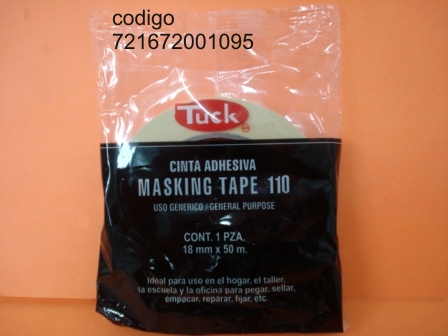 codigo
721672001095
Tuck
CINTA ADHESIVA
MASKING TAPE 110
USO GENERICO / GENERAL PURPOSE
CONT. 1 PZA.
18 mm x 50 m.
Ideal para uso en el hogar, el taller,
la escuela y la oficina para pegar, sellar,
empacar, reparar, fijar, etc.